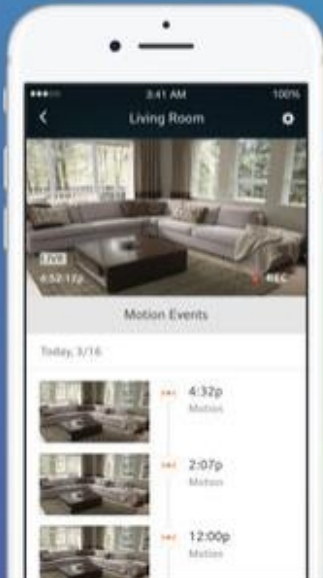 3:41 AM 100%
Living Room
LIVE
4:52:17p REC
Motion Events
Today, 3/16
4:32p
Motion
2:07p
Motion
12:00p
Motion